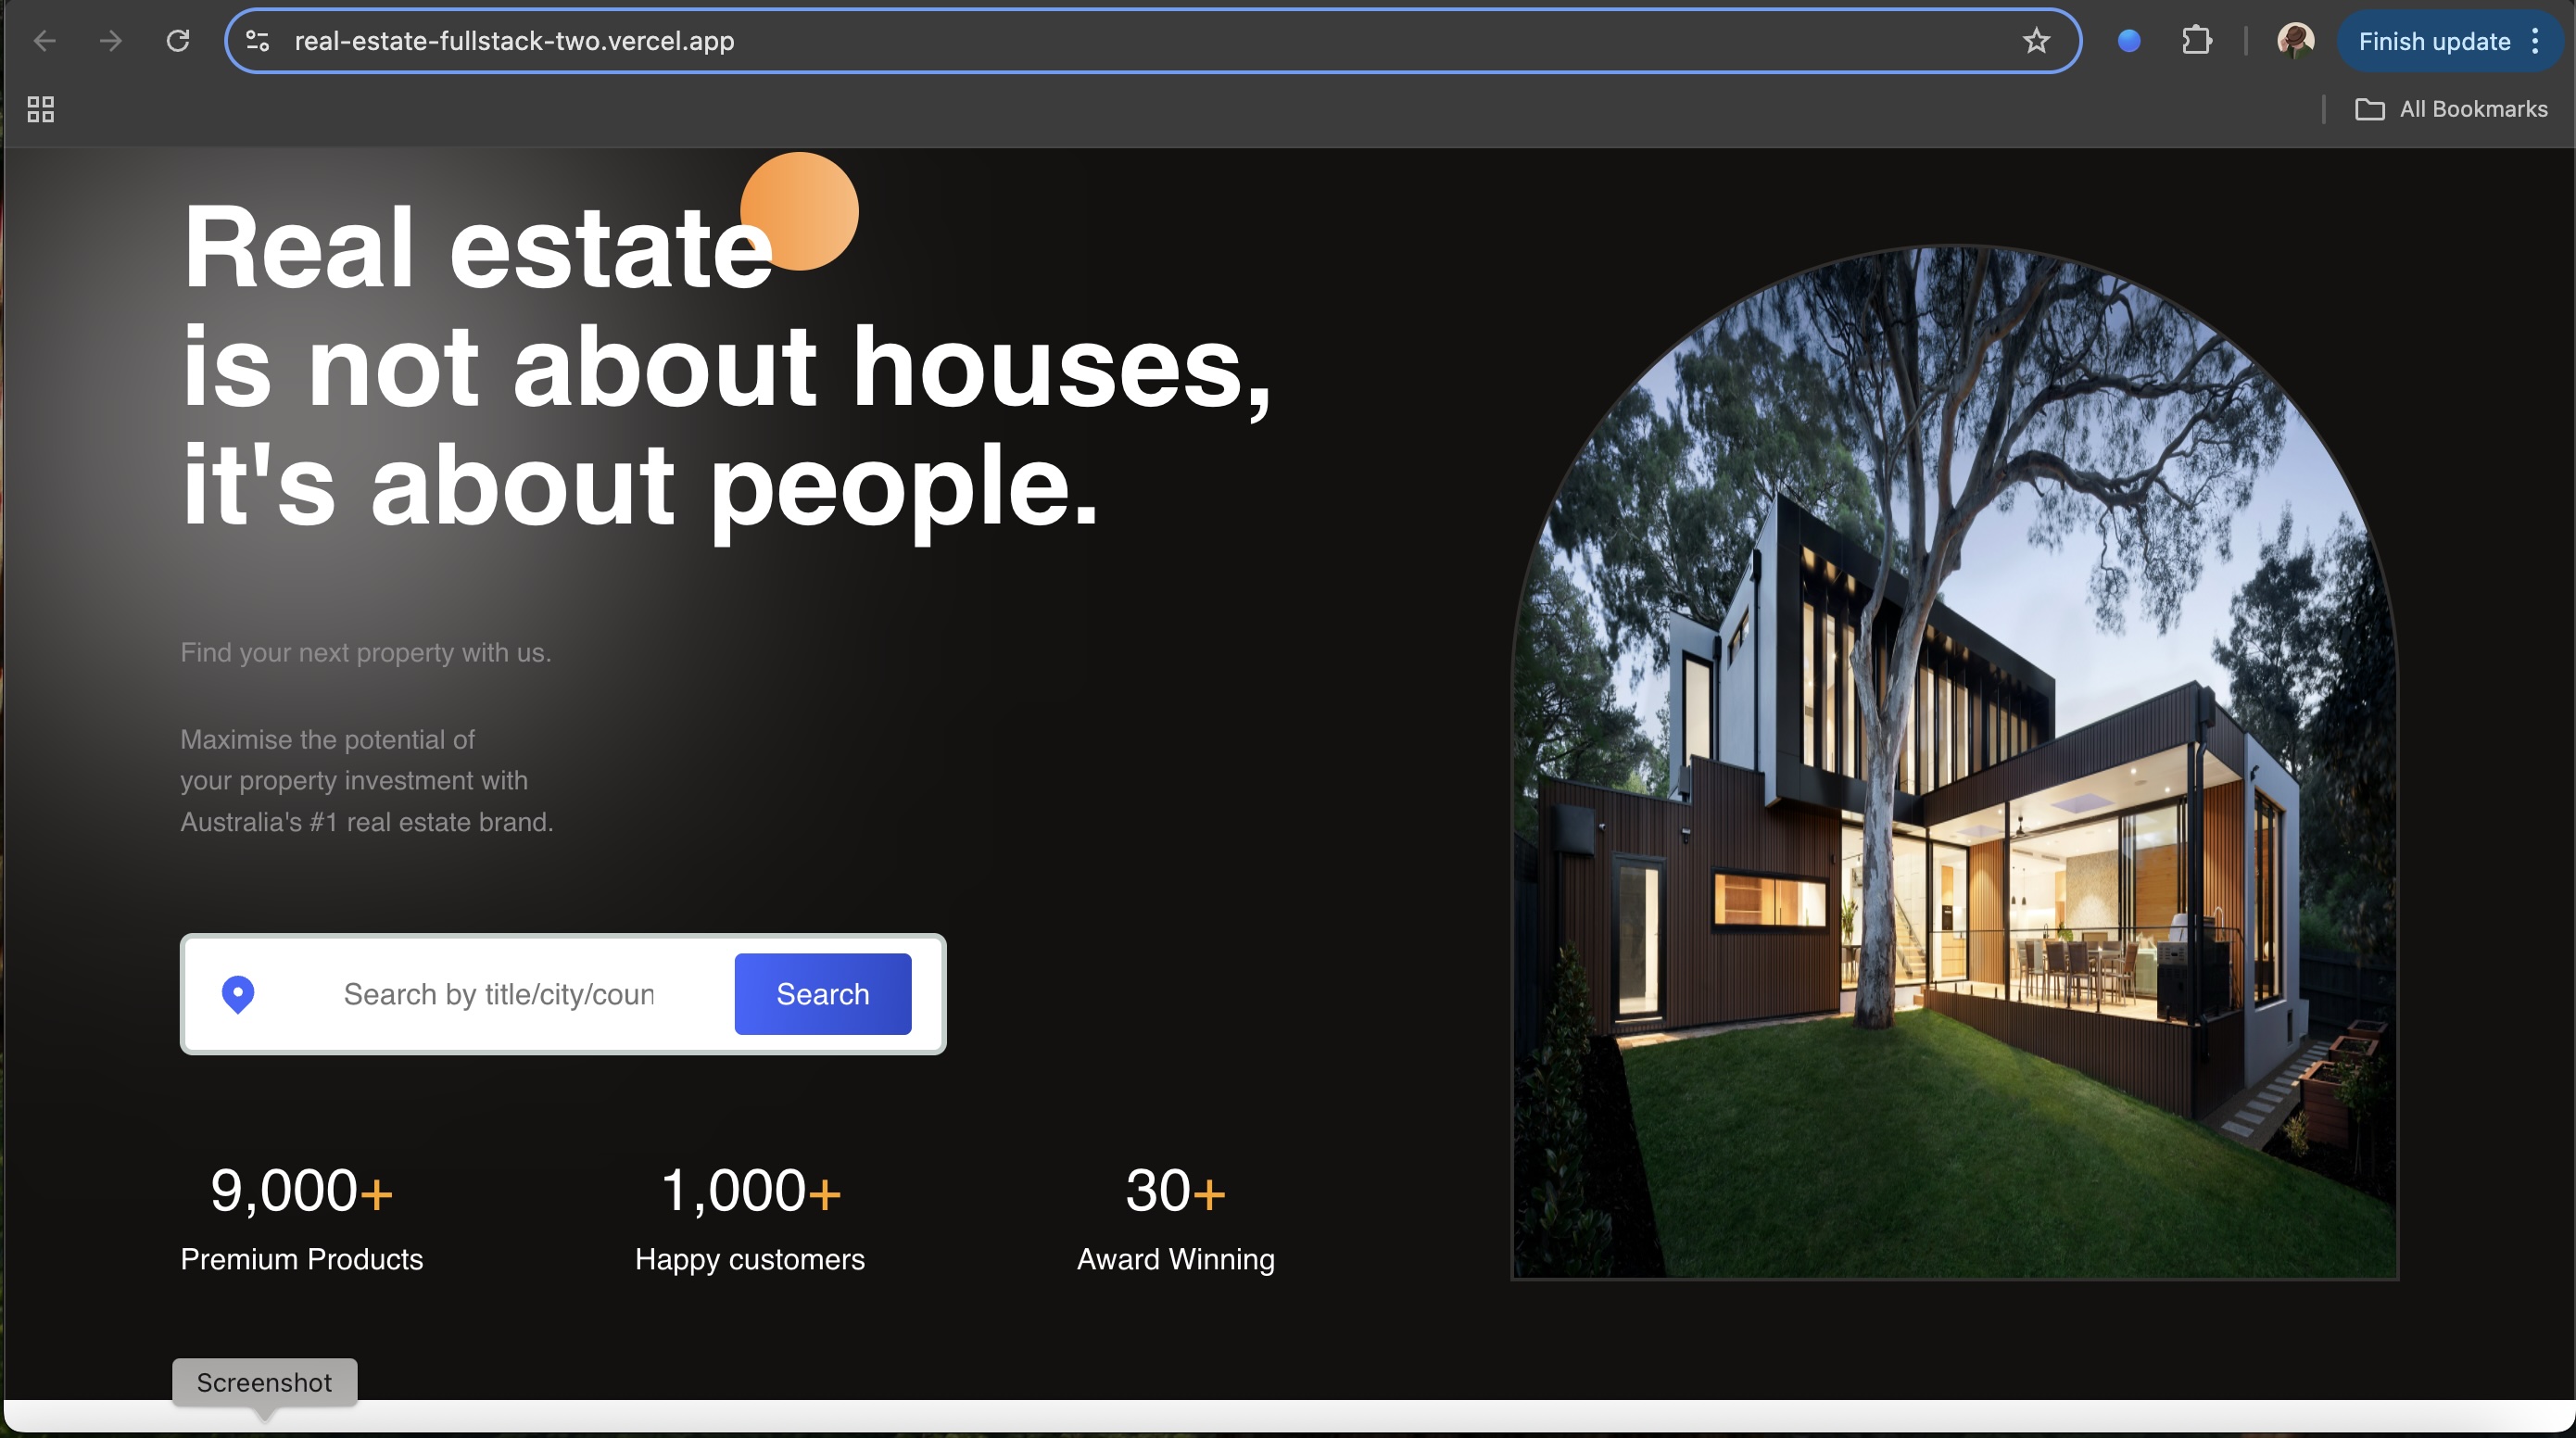 real-estate-fullstack-two.vercel.app
Finish update
All Bookmarks
Real estate
is not about houses,
it's about people.
Find your next property with us.
Maximise the potential of
your property investment with
Australia's #1 real estate brand.
Search by title/city/coun
Search
9,000+
1,000+
30+
Premium Products
Happy customers
Award Winning
Screenshot